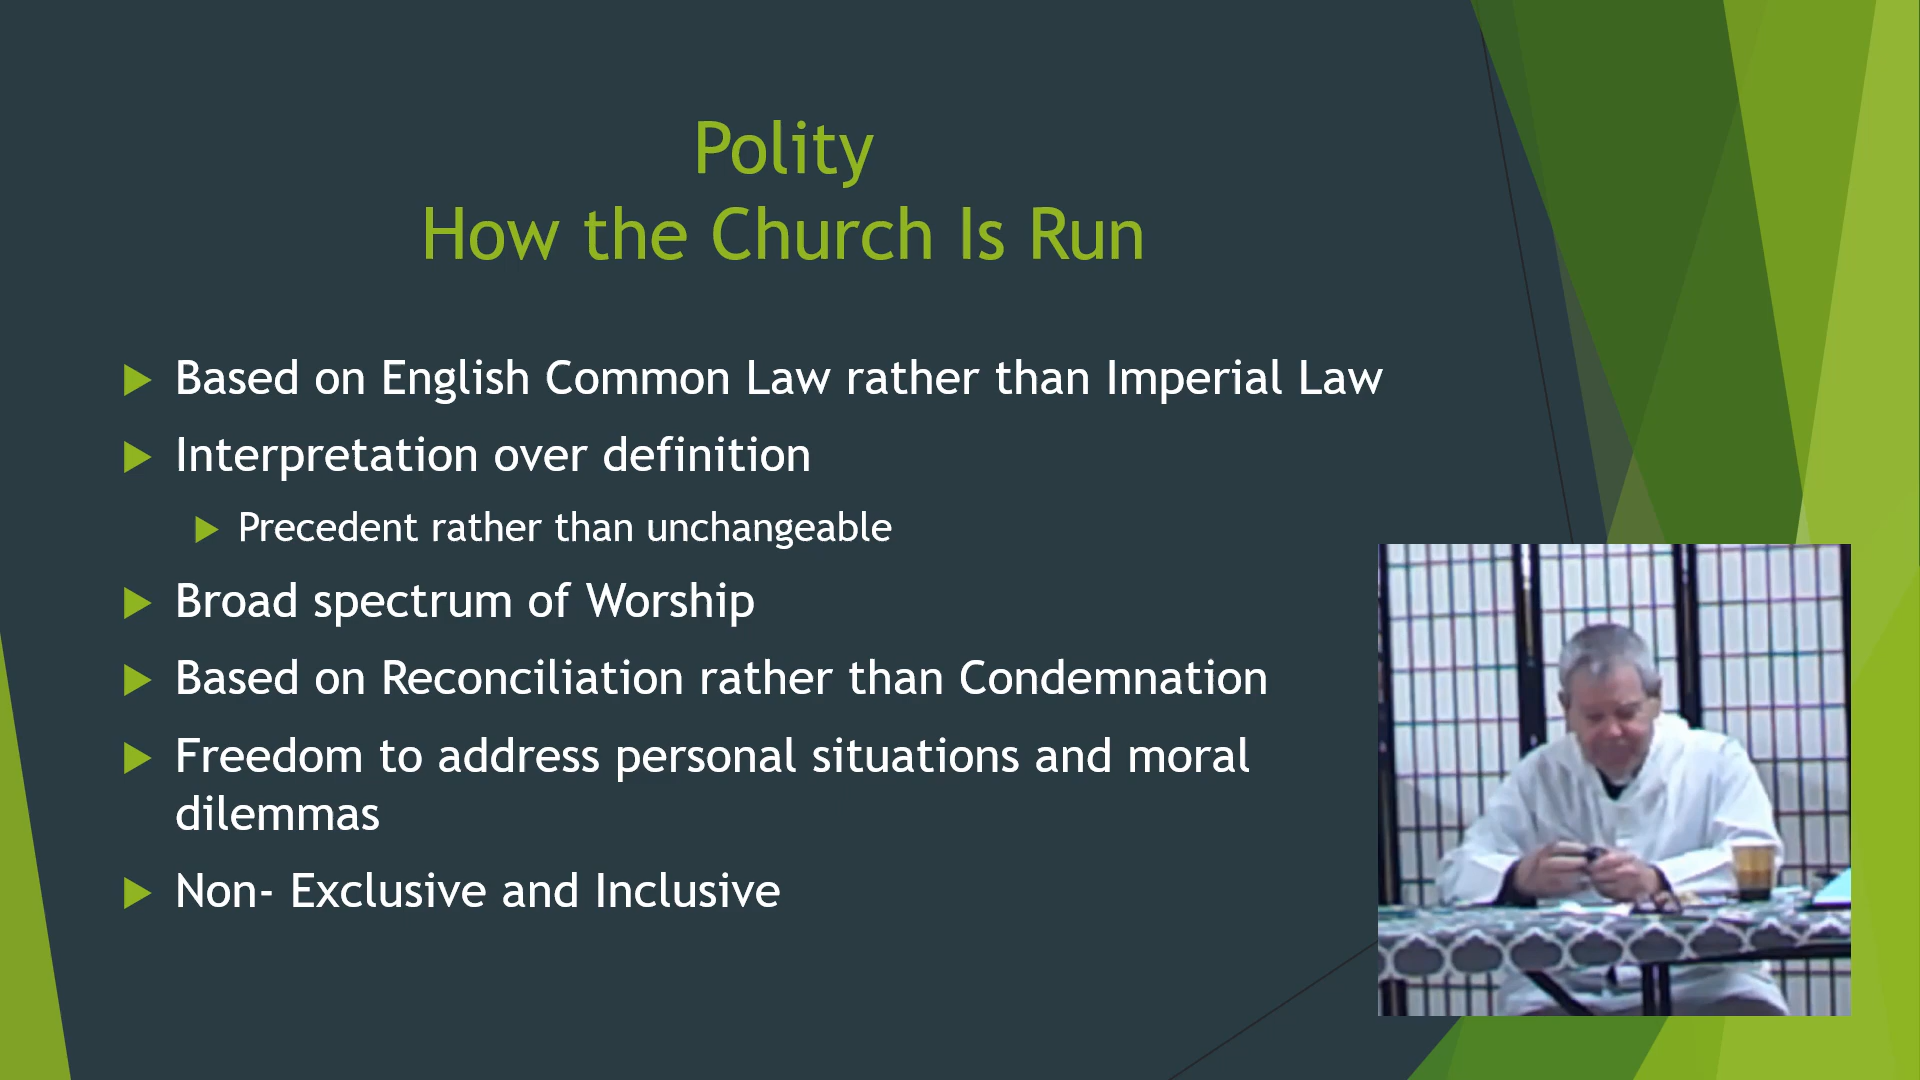 Polity
How the Church Is Run
Based on English Common Law rather than Imperial Law
Interpretation over definition
Precedent rather than unchangeable
Broad spectrum of Worship
Based on Reconciliation rather than Condemnation
Freedom to address personal situations and moral
dilemmas
Non- Exclusive and Inclusive